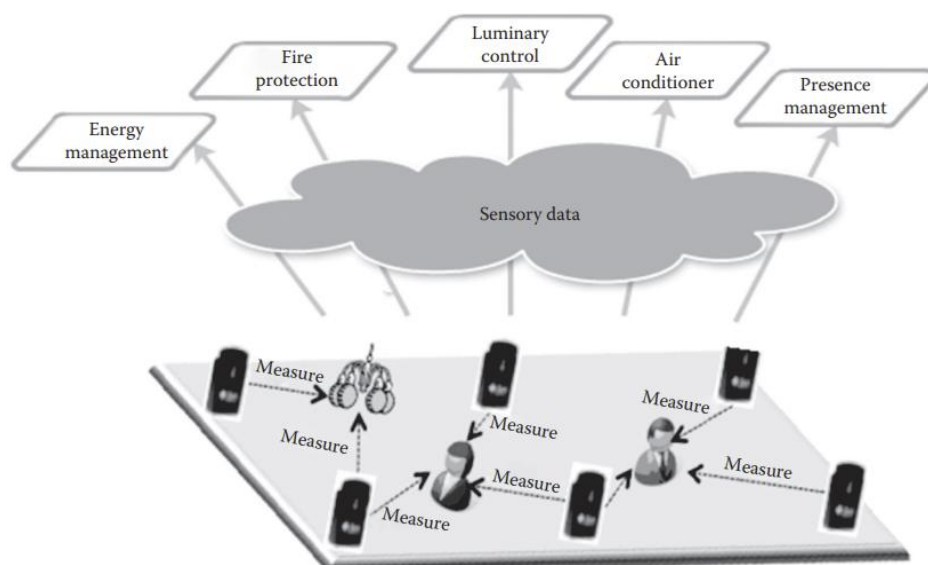 Luminary
control
Fire
protection
Air
conditioner
Presence
management
Energy
management
Sensory data
Measure
Measure
Measure
Measure
Measure
Measure
Measure